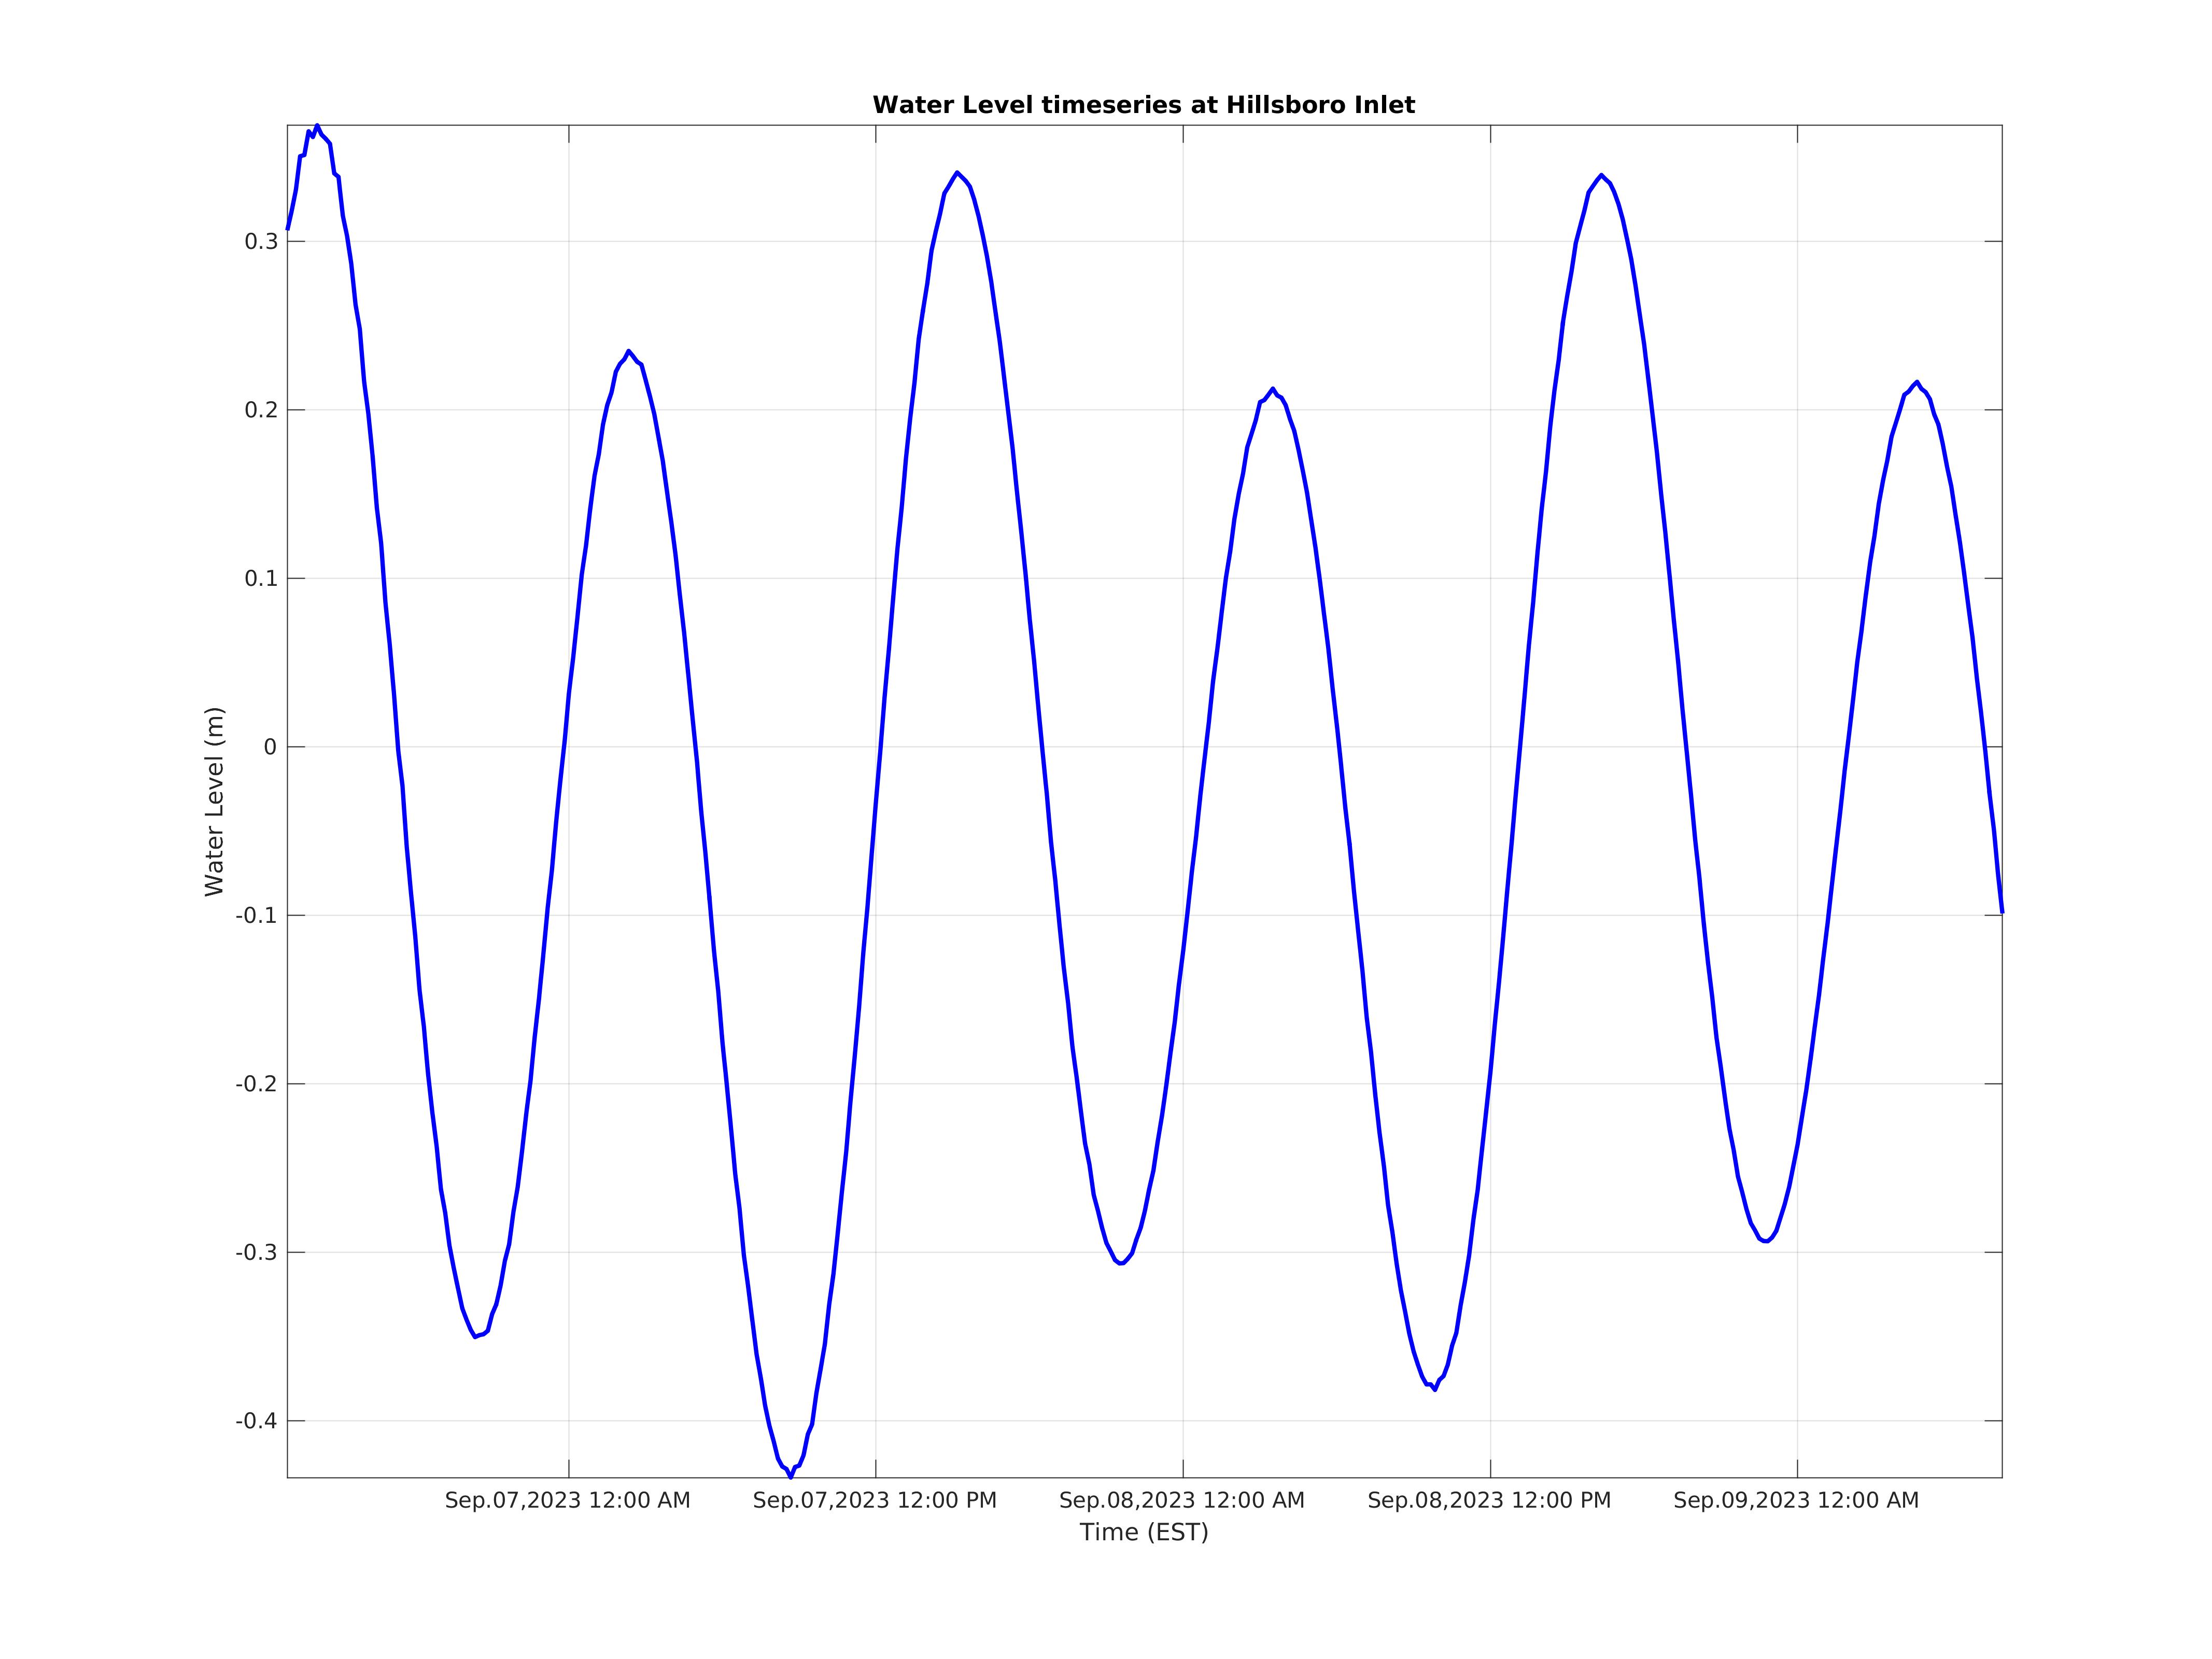 Water Level timeseries at Hillsboro Inlet
0.3
0.2
0.1
0
-0.1
-0.2
-0.3
-0.4
Water Level (m)
Sep.07,2023 12:00 AM
Sep.07,2023 12:00 PM
Sep.08,2023 12:00 AM
Sep.08,2023 12:00 PM
Sep.09,2023 12:00 AM
Time (EST)